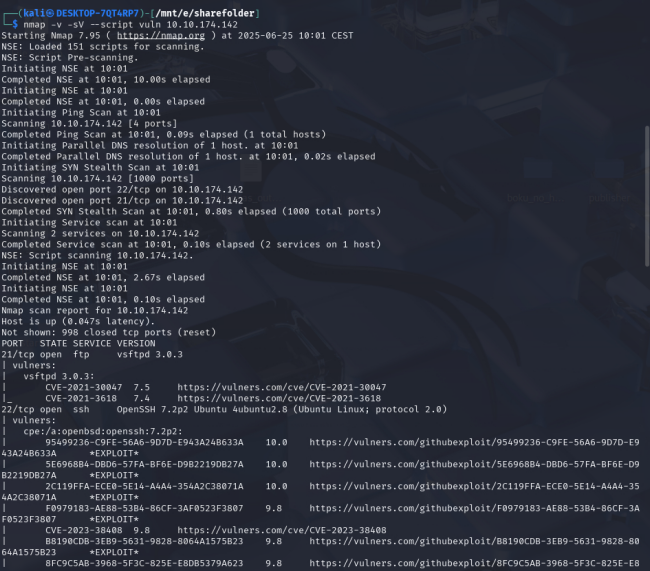 ┌──(kali㉿DESKTOP-7QT4RP7)-[/mnt/e/sharefolder]
└─$ nmap -v -sV --script vuln 10.10.174.142
Starting Nmap 7.95 ( https://nmap.org ) at 2025-06-25 10:01 CEST
NSE: Loaded 151 scripts for scanning.
NSE: Script Pre-scanning.
Initiating NSE at 10:01
Completed NSE at 10:01, 10.00s elapsed
Initiating NSE at 10:01
Completed NSE at 10:01, 0.00s elapsed
Initiating Ping Scan at 10:01
Scanning 10.10.174.142 [4 ports]
Completed Ping Scan at 10:01, 0.09s elapsed (1 total hosts)
Initiating Parallel DNS resolution of 1 host. at 10:01
Completed Parallel DNS resolution of 1 host. at 10:01, 0.02s elapsed
Initiating SYN Stealth Scan at 10:01
Scanning 10.10.174.142 [1000 ports]
Discovered open port 22/tcp on 10.10.174.142
Discovered open port 21/tcp on 10.10.174.142
Completed SYN Stealth Scan at 10:01, 0.80s elapsed (1000 total ports)
Initiating Service scan at 10:01
Scanning 2 services on 10.10.174.142
Completed Service scan at 10:01, 0.10s elapsed (2 services on 1 host)
NSE: Script scanning 10.10.174.142.
Initiating NSE at 10:01
Completed NSE at 10:01, 2.67s elapsed
Initiating NSE at 10:01
Completed NSE at 10:01, 0.10s elapsed
Nmap scan report for 10.10.174.142
Host is up (0.047s latency).
Not shown: 998 closed tcp ports (reset)
PORT   STATE SERVICE VERSION
21/tcp open  ftp     vsftpd 3.0.3
| vulners:
|   vsftpd 3.0.3:
|     CVE-2021-30047  7.5     https://vulners.com/cve/CVE-2021-30047
|_    CVE-2021-3618   7.4     https://vulners.com/cve/CVE-2021-3618
22/tcp open  ssh     OpenSSH 7.2p2 Ubuntu 4ubuntu2.8 (Ubuntu Linux; protocol 2.0)
| vulners:
|   cpe:/a:openbsd:openssh:7.2p2:
|     95499236-C9FE-56A6-9D7D-E943A24B633A    10.0    https://vulners.com/githubexploit/95499236-C9FE-56A6-9D7D-E9
43A24B633A      *EXPLOIT*
|     5E6968B4-DBD6-57FA-BF6E-D9B2219DB27A    10.0    https://vulners.com/githubexploit/5E6968B4-DBD6-57FA-BF6E-D9
B2219DB27A      *EXPLOIT*
|     2C119FFA-ECE0-5E14-A4A4-354A2C38071A    10.0    https://vulners.com/githubexploit/2C119FFA-ECE0-5E14-A4A4-35
4A2C38071A      *EXPLOIT*
|     F0979183-AE88-53B4-86CF-3AF0523F3807    9.8     https://vulners.com/githubexploit/F0979183-AE88-53B4-86CF-3A
F0523F3807      *EXPLOIT*
|     CVE-2023-38408  9.8     https://vulners.com/cve/CVE-2023-38408
|     B8190CDB-3EB9-5631-9828-8064A1575B23    9.8     https://vulners.com/githubexploit/B8190CDB-3EB9-5631-9828-80
64A1575B23      *EXPLOIT*
|     8FC9C5AB-3968-5F3C-825E-E8DB5379A623    9.8     https://vulners.com/githubexploit/8FC9C5AB-3968-5F3C-825E-E8